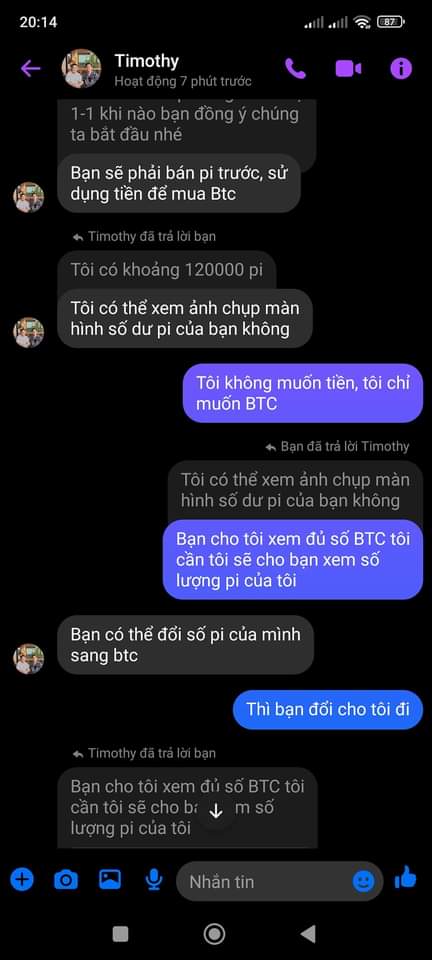 20:14
87
Timothy
Hoạt động 7 phút trước
1-1 khi nào bạn đồng ý chúng
ta bắt đầu nhé
Bạn sẽ phải bán pi trước, sử
dụng tiền để mua Btc
Timothy đã trả lời bạn
Tôi có khoảng 120000 pi
Tôi có thể xem ảnh chụp màn
hình số dư pi của bạn không
Tôi không muốn tiền, tôi chỉ
muốn BTC
Bạn đã trả lời Timothy
Tôi có thể xem ảnh chụp màn
hình số dư pi của bạn không
Bạn cho tôi xem đủ số BTC tôi
cần tôi sẽ cho bạn xem số
lượng pi của tôi
Bạn có thể đổi số pi của mình
sang btc
Thì bạn đổi cho tôi đi
Timothy đã trả lời bạn
Bạn cho tôi xem đủ số BTC tôi
cần tôi sẽ cho số
lượng pi của tôi
Nhắn tin